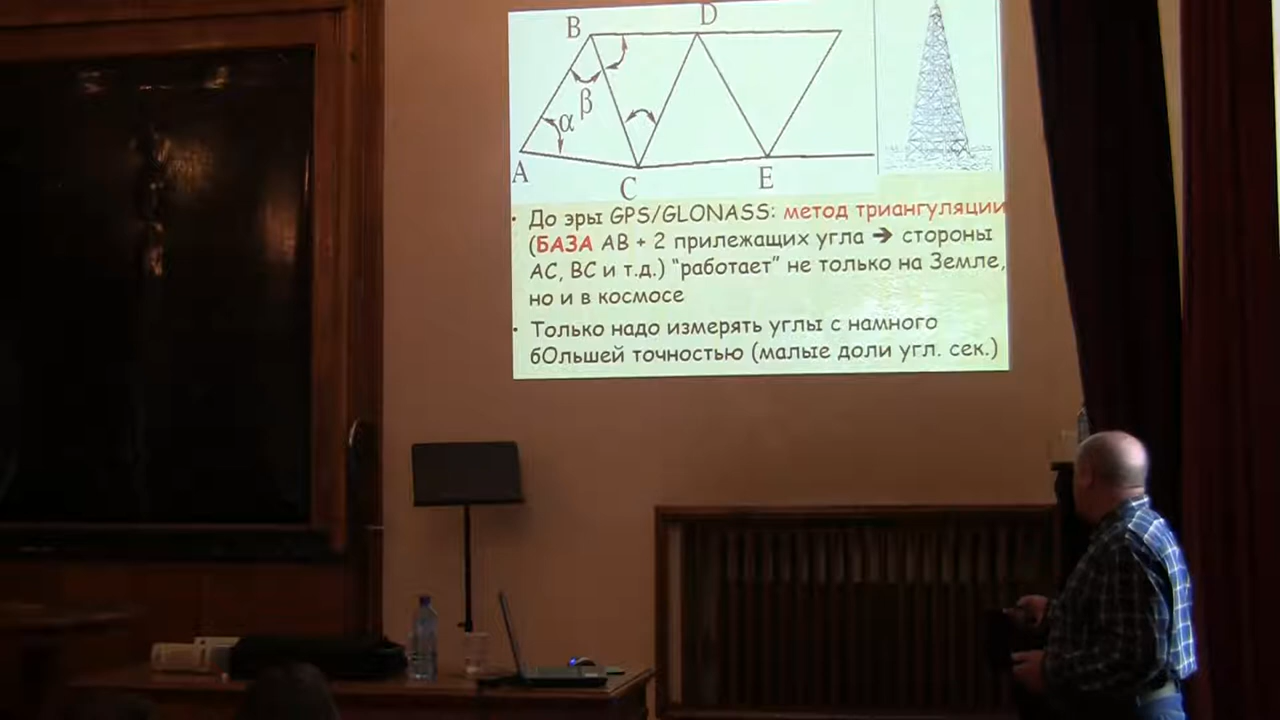 B D
β
α
A
C
E
• До эры GPS/GLONASS: метод триангуляции
(БАЗА AB + 2 прилежащих угла ➔ стороны
AC, BC и т.д.) “работает” не только на Земле,
но и в космосе
• Только надо измерять углы с намного
бОльшей точностью (малые доли угл. сек.)